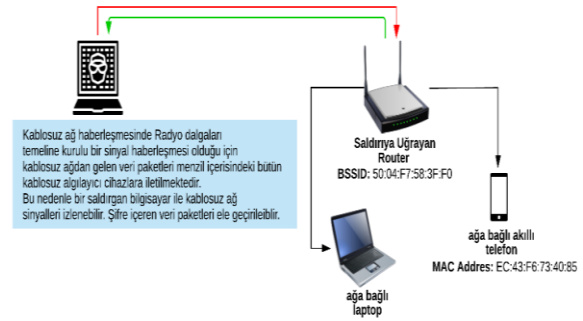 Kablosuz ağ haberleşmesinde Radyo dalgaları
temeline kurulu bir sinyal haberleşmesi olduğu için
kablosuz ağdan gelen veri paketleri menzil içerisindeki bütün
kablosuz algılayıcı cihazlara iletilmektedir.
Bu nedenle bir saldırgan bilgisayar ile kablosuz ağ
sinyalleri izlenebilir. Şifre içeren veri paketleri ele geçirileiblir.
Saldırıya Uğrayan
Router
BSSID: 50:04:F7:58:3F:F0
ağa bağlı akıllı
telefon
MAC Addres: EC:43:F6:73:40:85
ağa bağlı
laptop